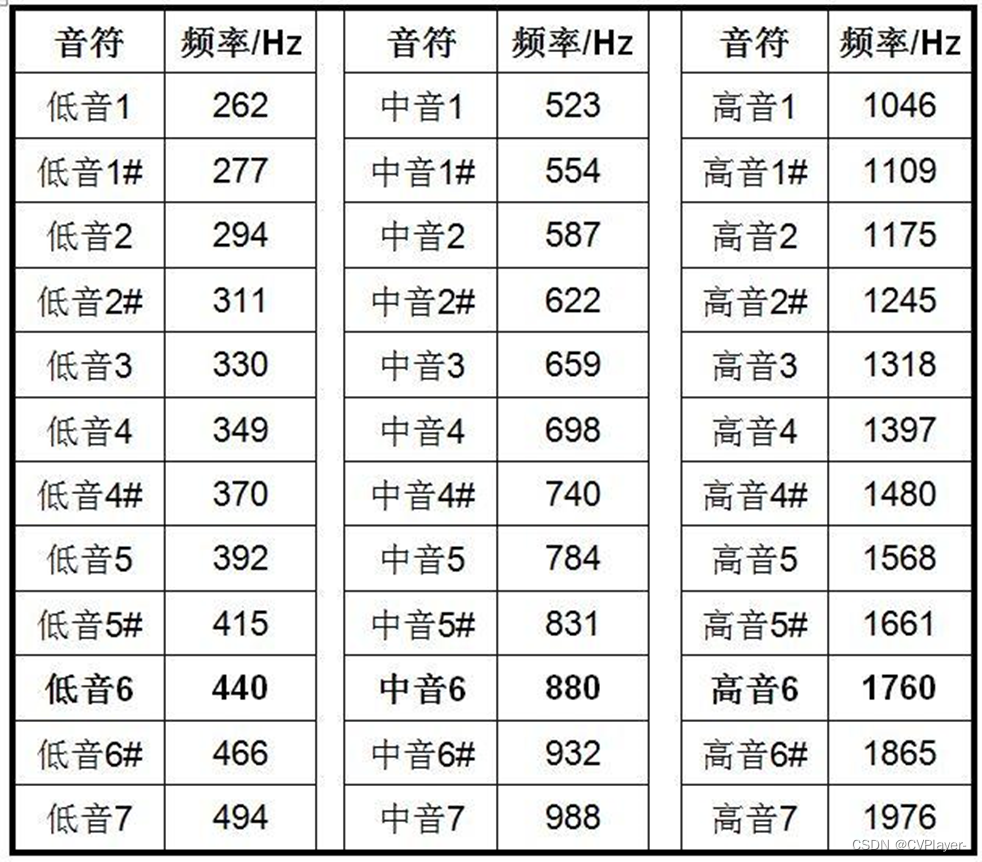 音符 频率/Hz 音符 频率/Hz 音符 频率/Hz
低音1 262 中音1 523 高音1 1046
低音1# 277 中音1# 554 高音1# 1109
低音2 294 中音2 587 高音2 1175
低音2# 311 中音2# 622 高音2# 1245
低音3 330 中音3 659 高音3 1318
低音4 349 中音4 698 高音4 1397
低音4# 370 中音4# 740 高音4# 1480
低音5 392 中音5 784 高音5 1568
低音5# 415 中音5# 831 高音5# 1661
低音6 440 中音6 880 高音6 1760
低音6# 466 中音6# 932 高音6# 1865
低音7 494 中音7 988 高音7 1976
CSDN @CVPlayer-